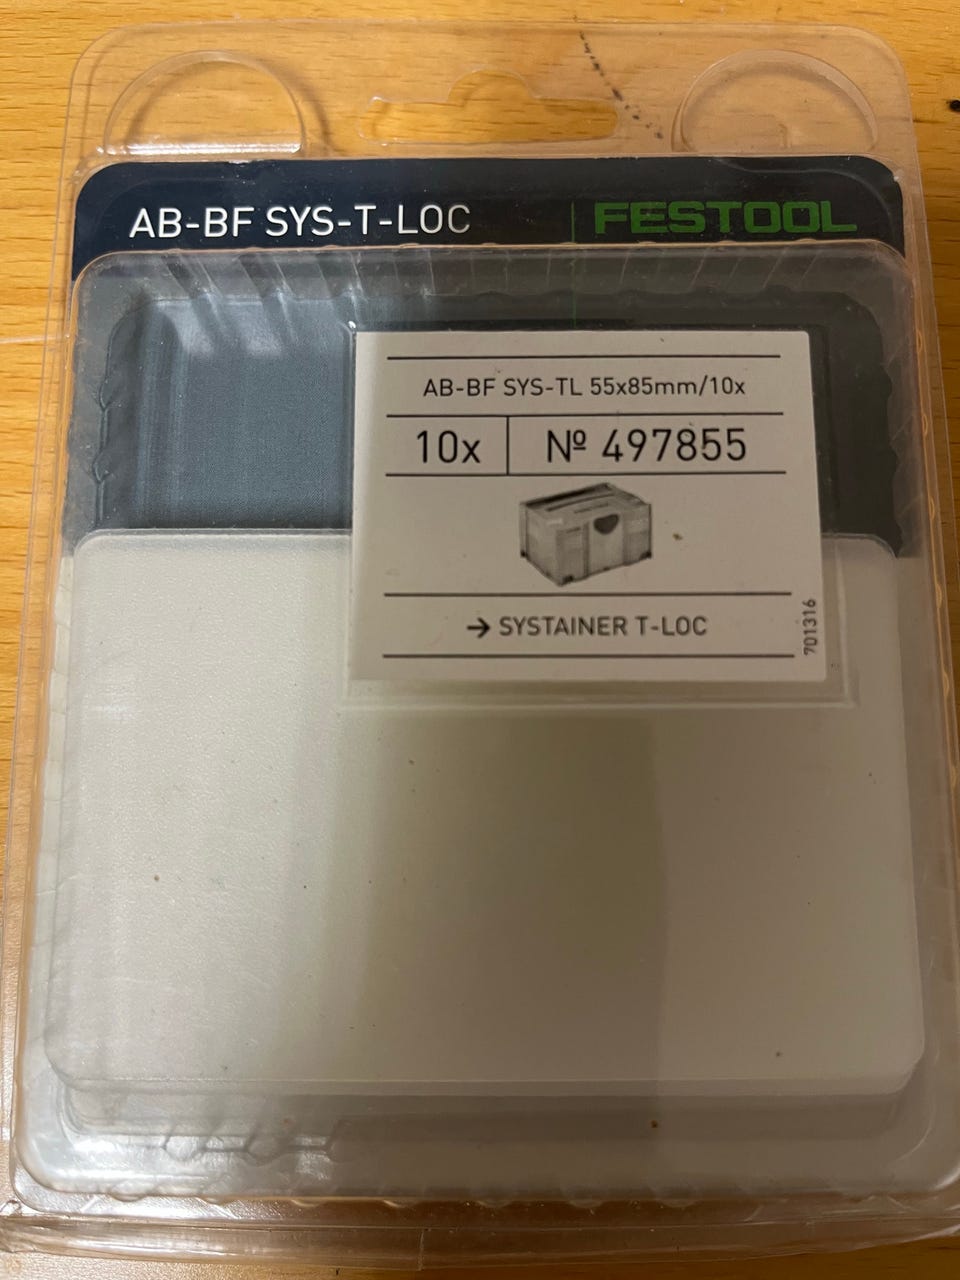 AB-BF SYS-T-LOC
FESTOOL
AB-BF SYS-TL 55x85mm/10x
10x
№ 497855
→ SYSTAINER T-LOC
701316